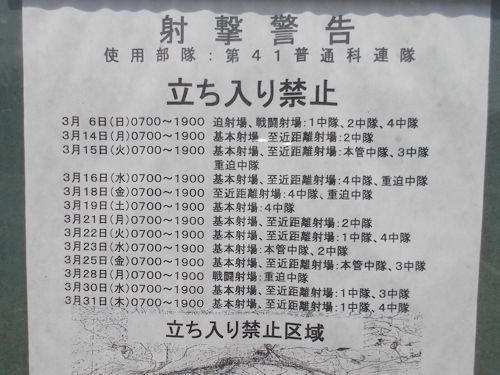 射撃警告
使用部隊:第41普通科連隊
立ち入り禁止
3月 6日(日)0700～1900 迫射場、戦闘射場:1中隊、2中隊、4中隊
3月14日(月)0700～1900 基本射場、至近距離射場:2中隊
3月15日(火)0700～1900 基本射場、至近距離射場:本管中隊、3中隊
重迫中隊
3月16日(水)0700～1900 基本射場、至近距離射場:4中隊、重迫中隊
3月18日(金)0700～1900 至近距離射場:4中隊、重迫中隊
3月19日(土)0700～1900 基本射場:4中隊
3月21日(月)0700～1900 基本射場、至近距離射場:2中隊
3月22日(火)0700～1900 基本射場、至近距離射場:1中隊、4中隊
3月23日(水)0700～1900 基本射場:本管中隊、2中隊
3月25日(金)0700～1900 基本射場、至近距離射場:本管中隊、3中隊
3月28日(月)0700～1900 戦闘射場:重迫中隊
3月30日(水)0700～1900 基本射場、至近距離射場:1中隊、3中隊
3月31日(木)0700～1900 基本射場、至近距離射場:1中隊、4中隊
立ち入り禁止区域